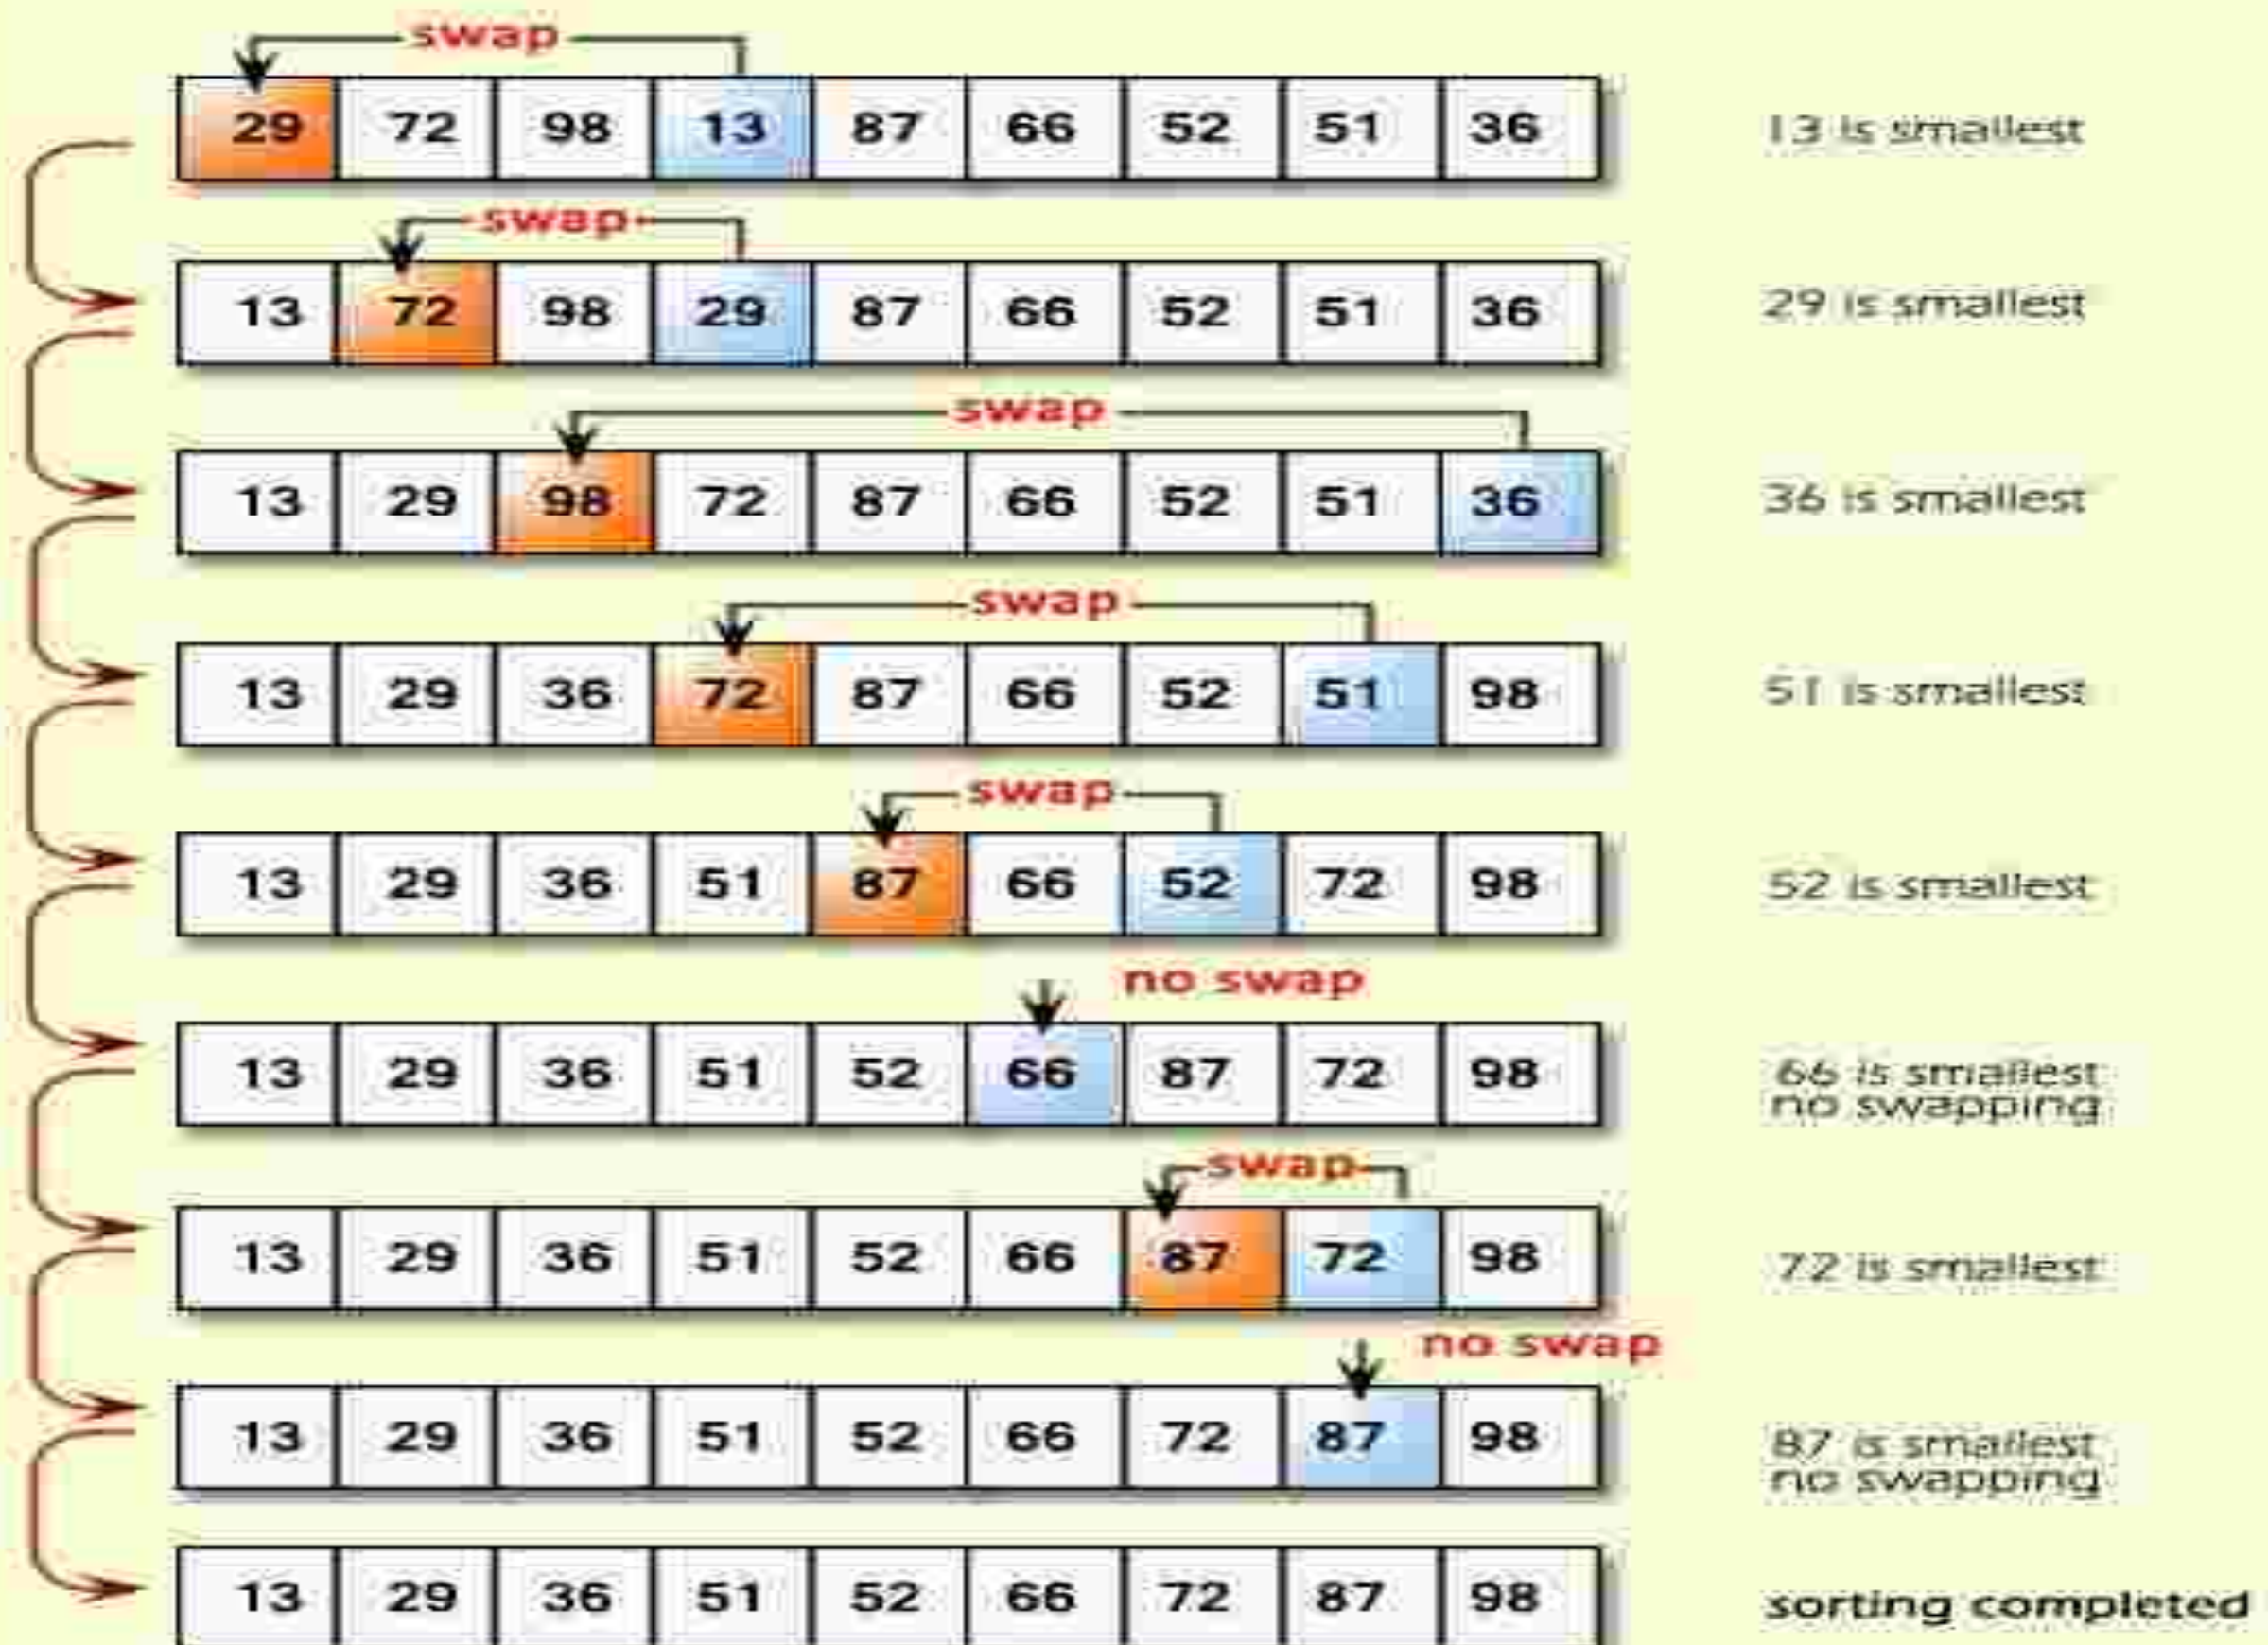 swap
29 72 98 13 87 66 52 51 36 13 is smallest
swap
13 72 98 29 87 66 52 51 36 29 is smallest
swap
13 29 98 72 87 66 52 51 36 36 is smallest
swap
13 29 36 72 87 66 52 51 98 51 is smallest
swap
13 29 36 51 87 66 52 72 98 52 is smallest
no swap
13 29 36 51 52 66 87 72 98 66 is smallest
no swapping
swap
13 29 36 51 52 66 87 72 98 72 is smallest
no swap
13 29 36 51 52 66 72 87 98 87 is smallest
no swapping
13 29 36 51 52 66 72 87 98 sorting completed